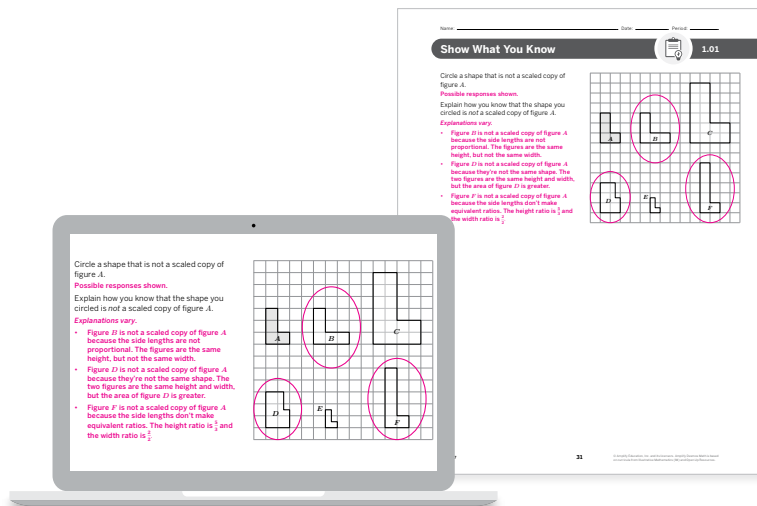 Name: Date: Period:
Show What You Know
1.01
Circle a shape that is not a scaled copy of
figure A.
Possible responses shown.
Explain how you know that the shape you
circled is not a scaled copy of figure A.
Explanations vary.
• Figure B is not a scaled copy of figure A
because the side lengths are not
proportional. The figures are the same
height, but not the same width.
• Figure D is not a scaled copy of figure A
because they're not the same shape. The
two figures are the same height and width,
but the area of figure D is greater.
• Figure F is not a scaled copy of figure A
because the side lengths don't make
equivalent ratios. The height ratio is 5/3 and
the width ratio is
A B C
D E F
31
Circle a shape that is not a scaled copy of
figure A.
Possible responses shown.
Explain how you know that the shape you
circled is not a scaled copy of figure A.
Explanations vary.
• Figure B is not a scaled copy of figure A
because the side lengths are not
proportional. The figures are the same
height, but not the same width.
• Figure D is not a scaled copy of figure A
because they're not the same shape. The
two figures are the same height and width,
but the area of figure D is greater.
• Figure F is not a scaled copy of figure A
because the side lengths don't make
equivalent ratios. The height ratio is 5/3 and
the width ratio is 2/2.
A B C
D E F